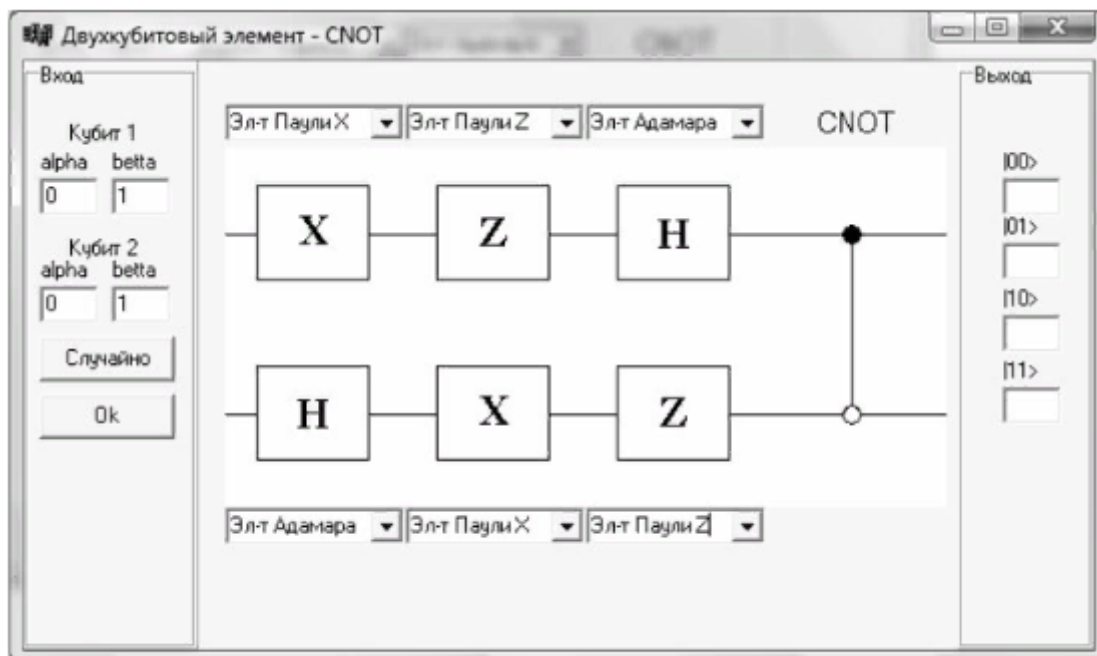 Двухкубитовый элемент - CNOT
Вход
Кубит 1
alpha betta
0 1
Кубит 2
alpha betta
0 1
Случайно
Ok
Эл-т Паули X Эл-т Паули Z Эл-т Адамара CNOT
X Z H
H X Z
Эл-т Адамара Эл-т Паули X Эл-т Паули Z
Выход
|00>
|01>
|10>
|11>